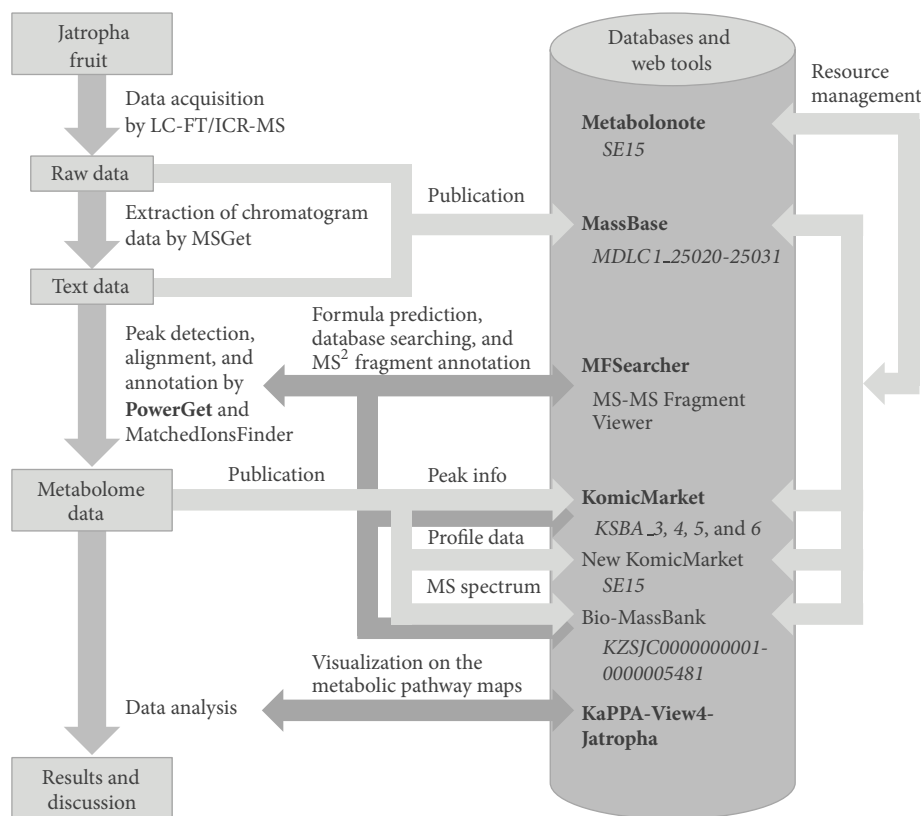 Jatropha
fruit
Data acquisition
by LC-FT/ICR-MS
Raw data
Extraction of chromatogram
data by MSGet
Text data
Peak detection,
alignment, and
annotation by
PowerGet and
MatchedIonsFinder
Metabolome
data
Data analysis
Results and
discussion
Publication
Formula prediction,
database searching, and
MS² fragment annotation
Publication
Peak info
Profile data
MS spectrum
Visualization on the
metabolic pathway maps
Databases and
web tools
Metabolonote
SE15
MassBase
MDLC1_25020-25031
MFSearcher
MS-MS Fragment
Viewer
KomicMarket
KSBA_3, 4, 5, and 6
New KomicMarket
SE15
Bio-MassBank
KZSJC0000000001-
0000005481
KaPPA-View4-
Jatropha
Resource
management